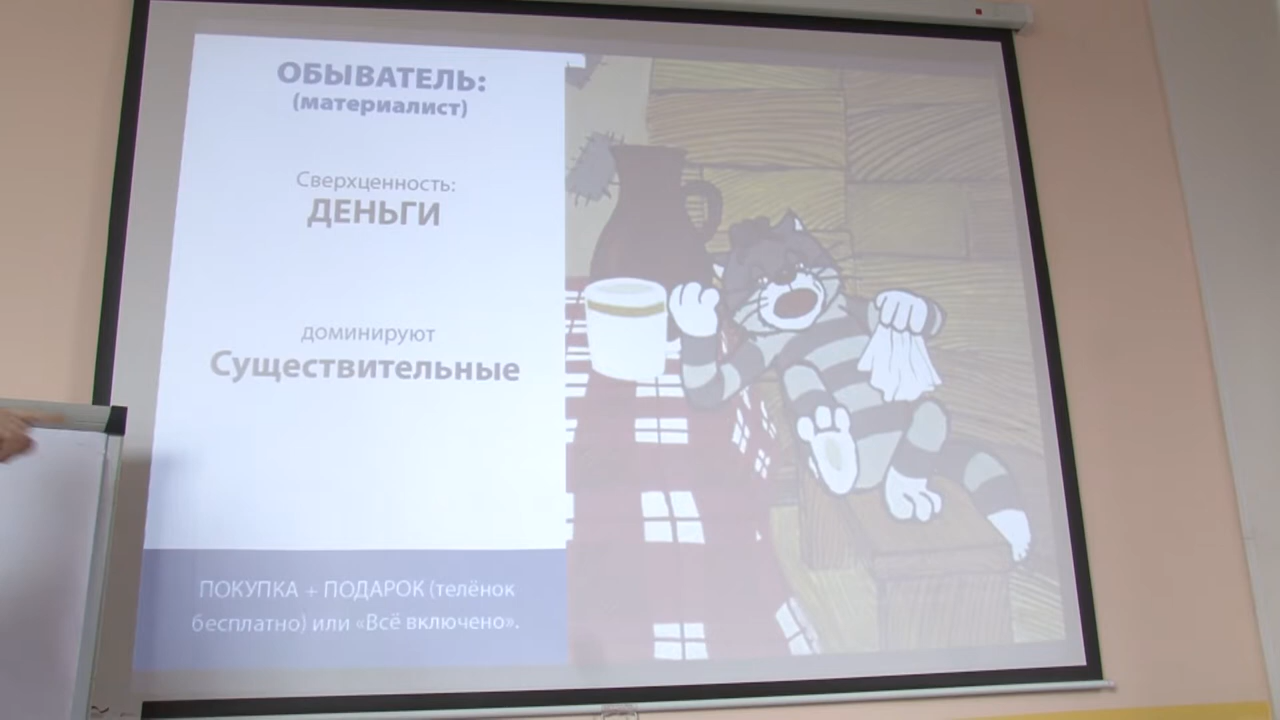 ОБЫВАТЕЛЬ:
(материалист)
Сверхценность:
ДЕНЬГИ
доминируют
Существительные
ПОКУПКА + ПОДАРОК (телёнок
бесплатно) или «Всё включено».